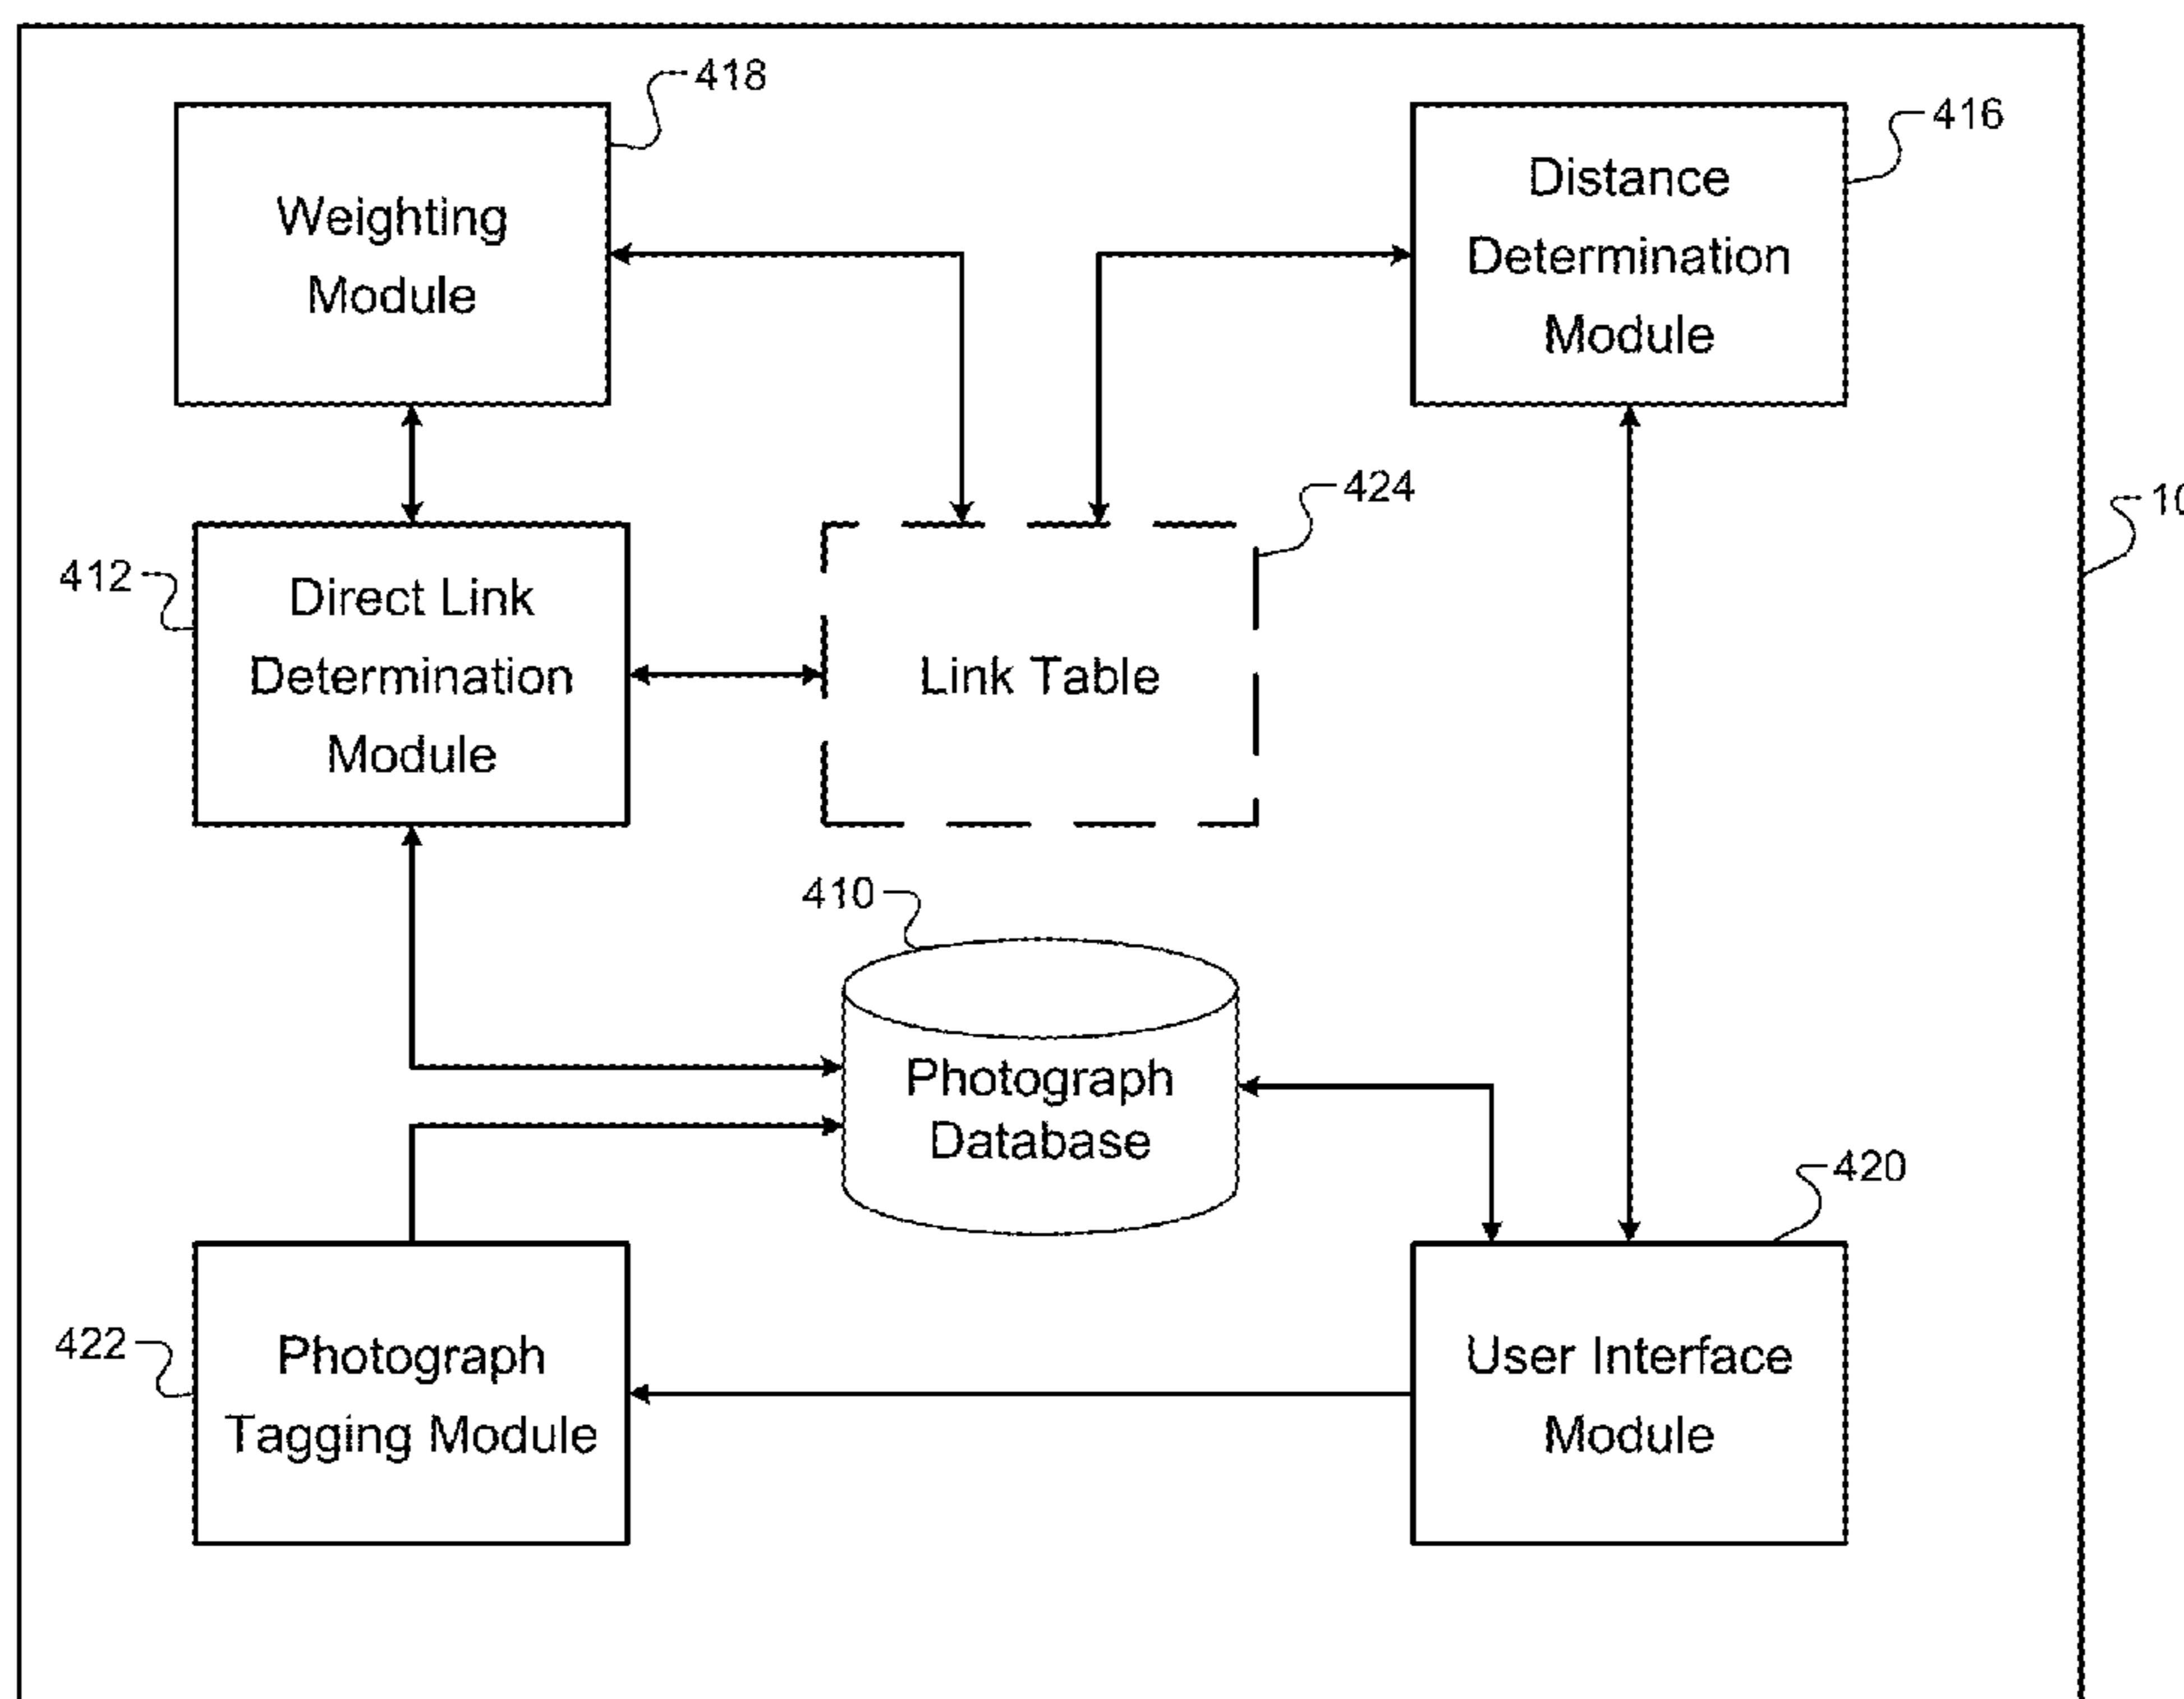 418
416
Weighting
Module
Distance
Determination
Module
424
412
Direct Link
Determination
Module
Link Table
410
Photograph
Database
420
422
Photograph
Tagging Module
User Interface
Module